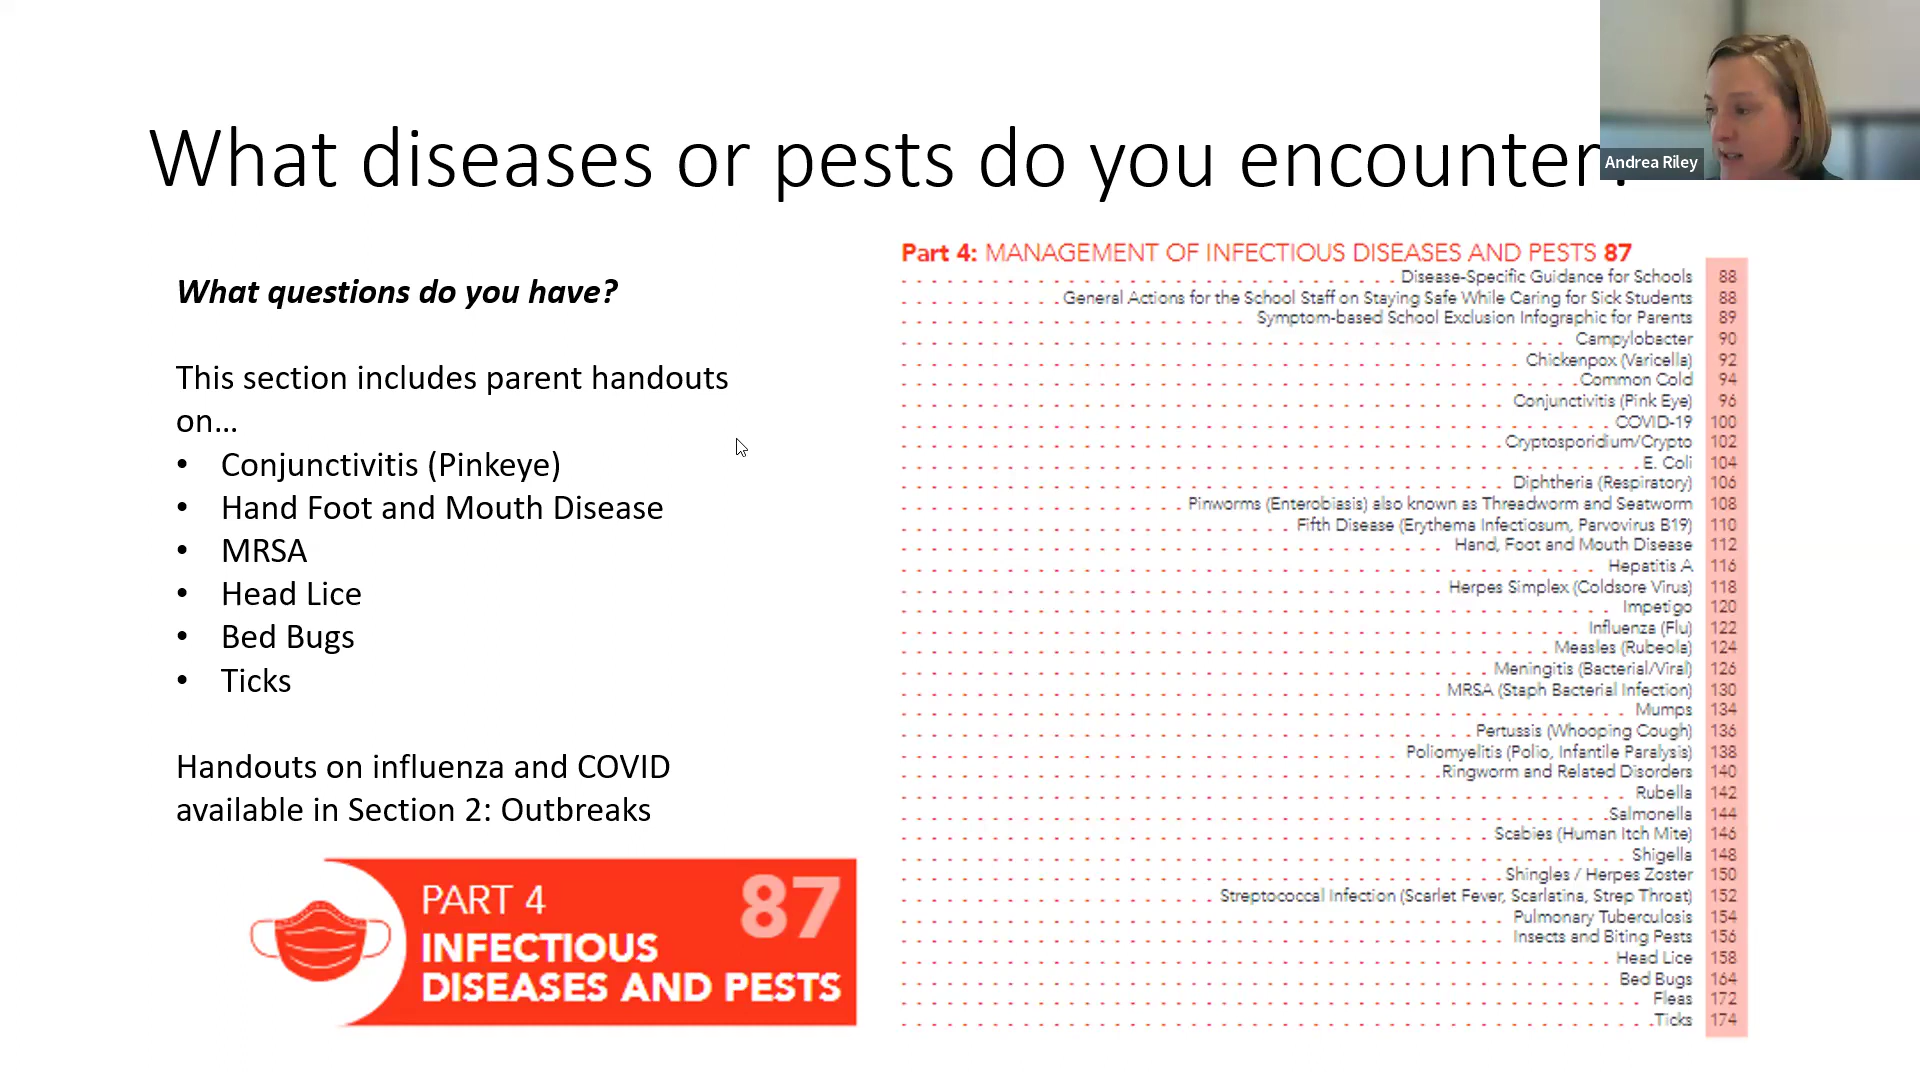 What diseases or pests do you encounter?
Andrea Riley
What questions do you have?
This section includes parent handouts
on...
• Conjunctivitis (Pinkeye)
• Hand Foot and Mouth Disease
• MRSA
• Head Lice
• Bed Bugs
• Ticks
Handouts on influenza and COVID
available in Section 2: Outbreaks
PART 4 87
INFECTIOUS
DISEASES AND PESTS
Part 4: MANAGEMENT OF INFECTIOUS DISEASES AND PESTS 87
Disease-Specific Guidance for Schools 88
General Actions for the School Staff on Staying Safe While Caring for Sick Students 88
Symptom-based School Exclusion Infographic for Parents 89
Campylobacter 90
Chickenpox (Varicella) 92
Common Cold 94
Conjunctivitis (Pink Eye) 96
COVID-19 100
Cryptosporidium/Crypto 102
E. Coli 104
Diphtheria (Respiratory) 106
Pinworms (Enterobiasis) also known as Threadworm and Seatworm 108
Fifth Disease (Erythema Infectiosum, Parvovirus B19) 110
Hand, Foot and Mouth Disease 112
Hepatitis A 116
Herpes Simplex (Coldsore Virus) 118
Impetigo 120
Influenza (Flu) 122
Measles (Rubeola) 124
Meningitis (Bacterial/Viral) 126
MRSA (Staph Bacterial Infection) 130
Mumps 134
Pertussis (Whooping Cough) 136
Poliomyelitis (Polio, Infantile Paralysis) 138
Ringworm and Related Disorders 140
Rubella 142
Salmonella 144
Scabies (Human Itch Mite) 146
Shigella 148
Shingles / Herpes Zoster 150
Streptococcal Infection (Scarlet Fever, Scarlatina, Strep Throat) 152
Pulmonary Tuberculosis 154
Insects and Biting Pests 156
Head Lice 158
Bed Bugs 164
Fleas 172
Ticks 174